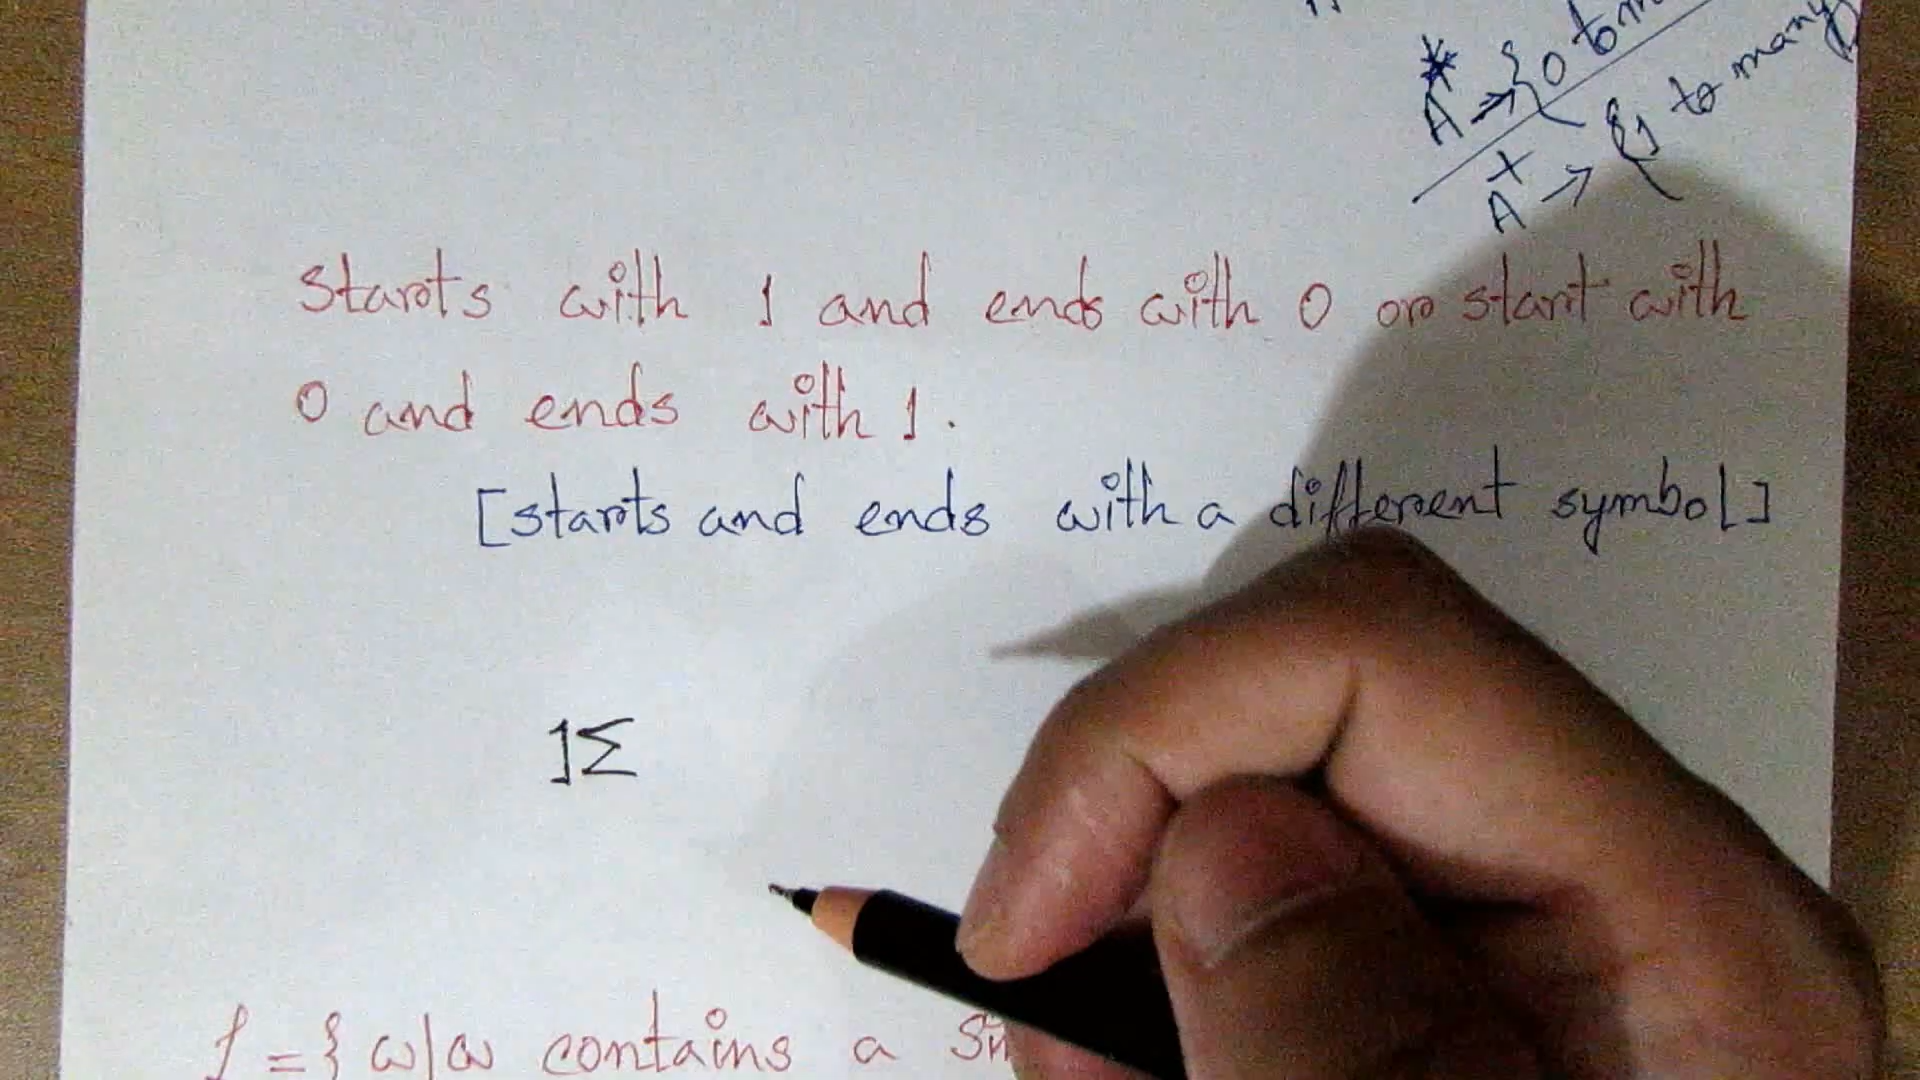 * A → { 0 to
+ A → { 1 to many
starts with 1 and ends with 0 or start with
0 and ends with 1.
[starts and ends with a different symbol]
1Σ
L = { w/w contains a